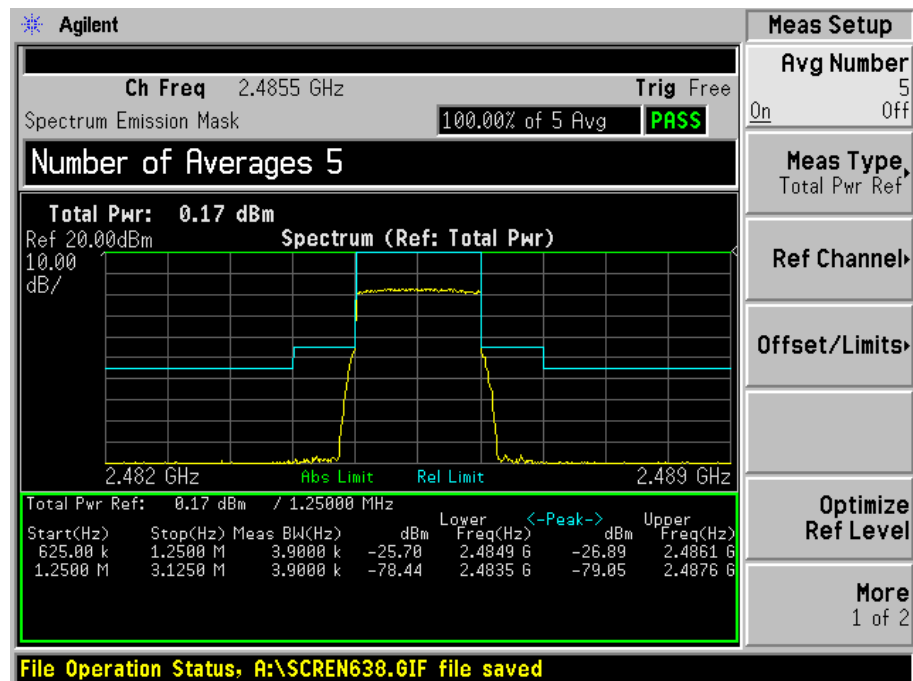 Agilent
Meas Setup
Ch Freq 2.4855 GHz Trig Free
Spectrum Emission Mask 100.00% of 5 Avg PASS
Number of Averages 5
Total Pwr: 0.17 dBm
Ref 20.00dBm Spectrum (Ref: Total Pwr)
10.00
dB/
2.482 GHz Abs Limit Rel Limit 2.489 GHz
Total Pwr Ref: 0.17 dBm / 1.25000 MHz
Lower <-Peak-> Upper
Start(Hz) Stop(Hz) Meas BW(Hz) dBm Freq(Hz) dBm Freq(Hz)
625.00 k 1.2500 M 3.9000 k -25.70 2.4849 G -26.89 2.4861 G
1.2500 M 3.1250 M 3.9000 k -78.44 2.4835 G -79.05 2.4876 G
Avg Number
5
On Off
Meas Type
Total Pwr Ref
Ref Channel
Offset/Limits
Optimize
Ref Level
More
1 of 2
File Operation Status, A:\SCREN638.GIF file saved